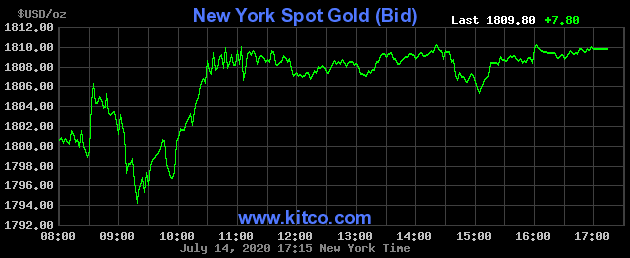 $USD/oz New York Spot Gold (Bid) Last 1809.80 +7.80
1812.00
1810.00
1808.00
1806.00
1804.00
1802.00
1800.00
1798.00
1796.00
1794.00
1792.00
www.kitco.com
08:00 09:00 10:00 11:00 12:00 13:00 14:00 15:00 16:00 17:00
July 14, 2020 17:15 New York Time